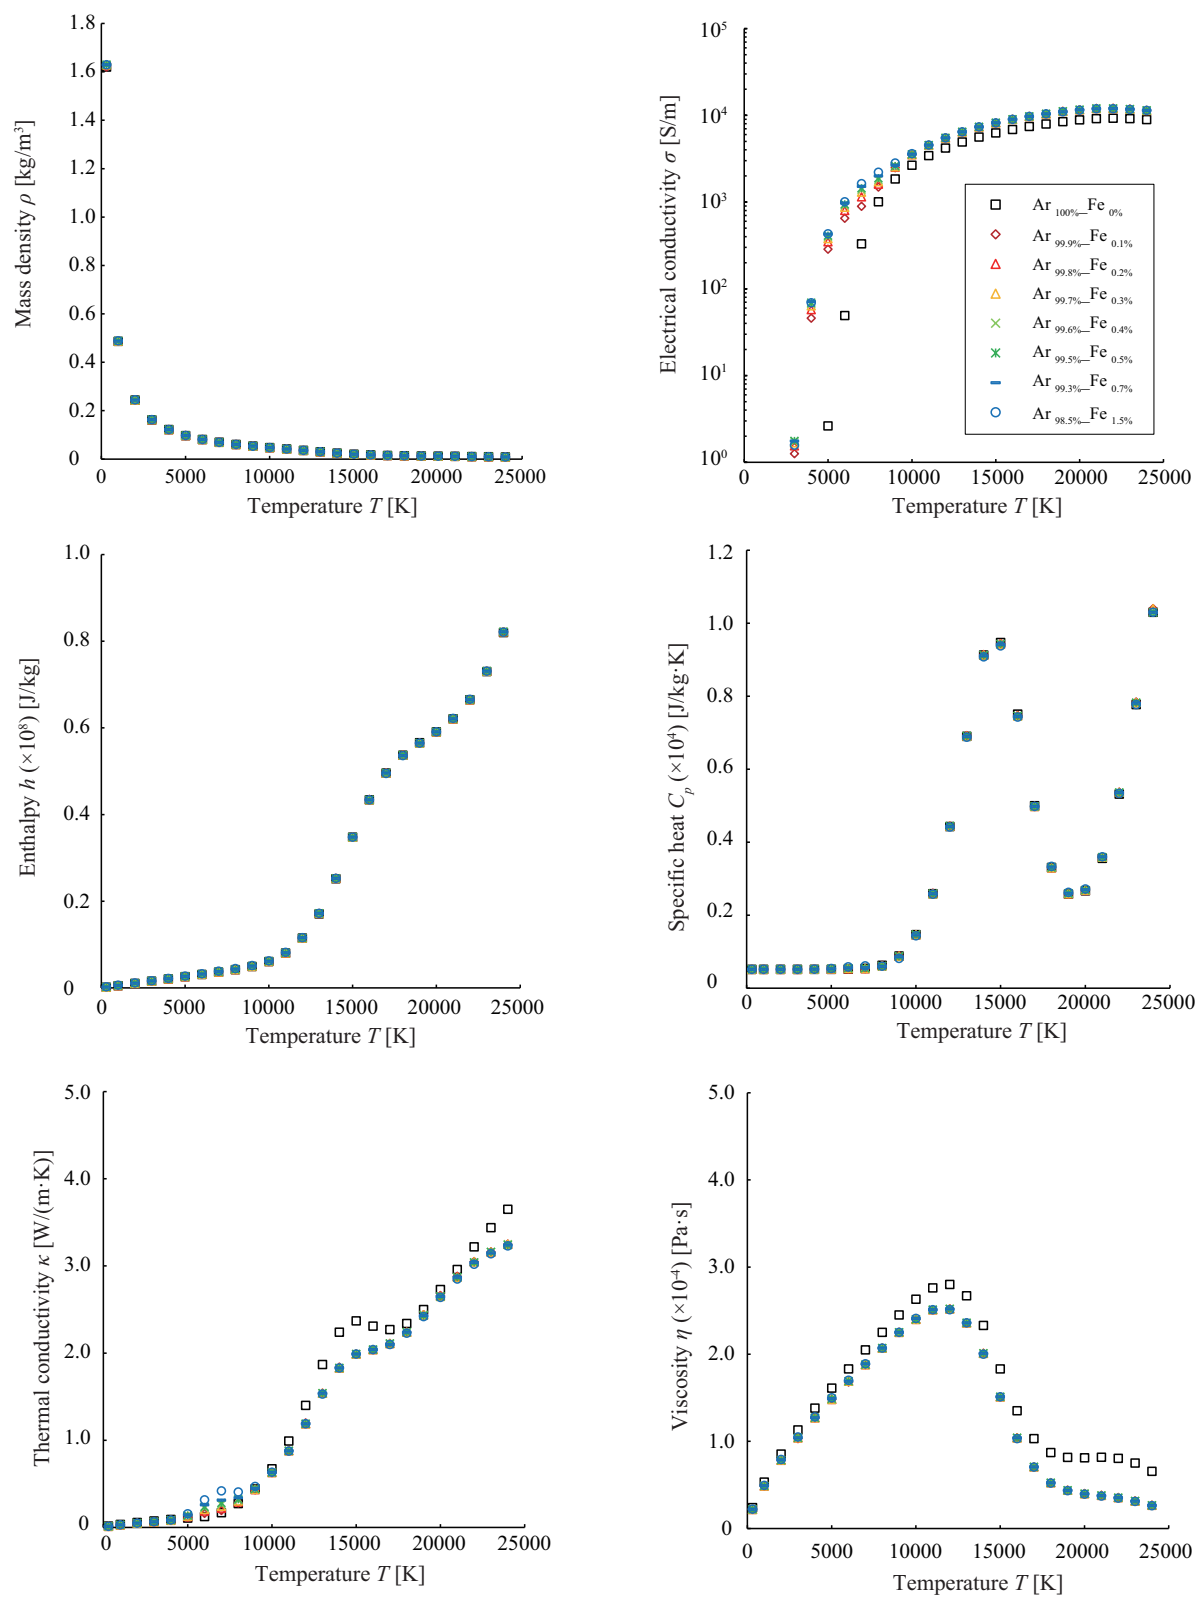 1.8
1.6
1.4
1.2
1.0
0.8
0.6
0.4
0.2
0
0 5000 10000 15000 20000 25000
Mass density ρ [kg/m³]
Temperature T [K]
10⁵
10⁴
10³
10²
10¹
10⁰
0 5000 10000 15000 20000 25000
Electrical conductivity σ [S/m]
Temperature T [K]
Ar 100%_Fe 0%
Ar 99.9%_Fe 0.1%
Ar 99.8%_Fe 0.2%
Ar 99.7%_Fe 0.3%
Ar 99.6%_Fe 0.4%
Ar 99.5%_Fe 0.5%
Ar 99.3%_Fe 0.7%
Ar 98.5%_Fe 1.5%
1.0
0.8
0.6
0.4
0.2
0
0 5000 10000 15000 20000 25000
Enthalpy h (×10⁸) [J/kg]
Temperature T [K]
1.2
1.0
0.8
0.6
0.4
0.2
0
0 5000 10000 15000 20000 25000
Specific heat Cₚ (×10⁴) [J/kg·K]
Temperature T [K]
5.0
4.0
3.0
2.0
1.0
0
0 5000 10000 15000 20000 25000
Thermal conductivity κ [W/(m·K)]
Temperature T [K]
5.0
4.0
3.0
2.0
1.0
0
0 5000 10000 15000 20000 25000
Viscosity η (×10⁻⁴) [Pa·s]
Temperature T [K]